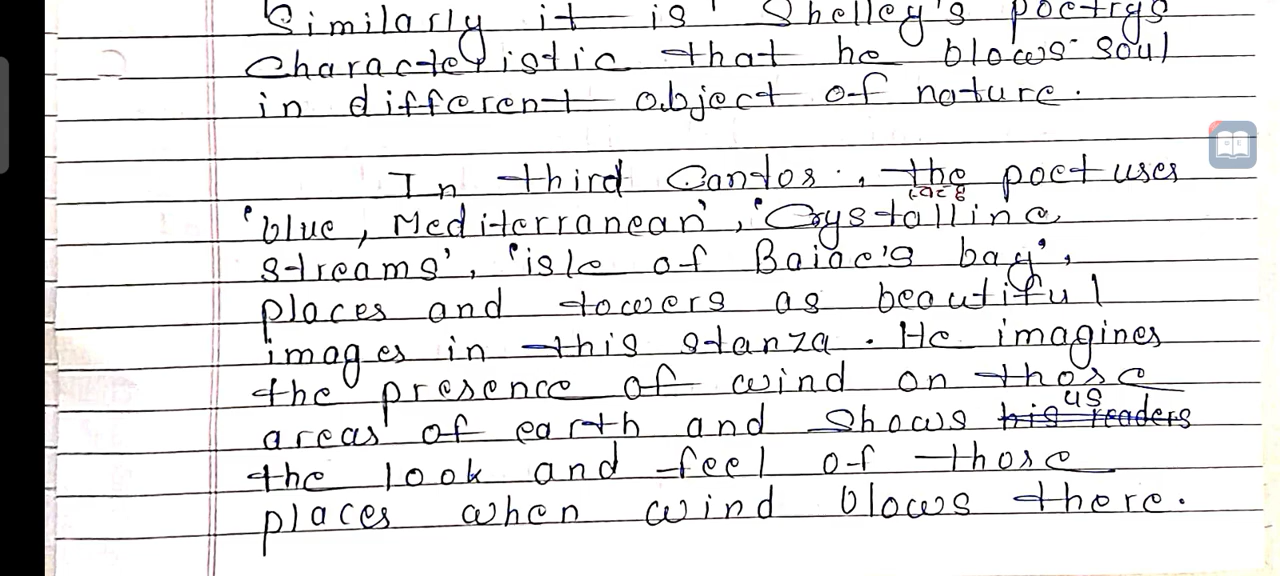 Similarly it is Shelley's poetrys
characteristic that he blows soul
in different object of nature.
In third Cantos, the poet uses
'blue, Mediterranean', 'Crystalline
streams', 'isle of Baiae's bay',
places and towers as beautiful
images in this stanza. He imagines
the presence of wind on those
areas of earth and shows his readers us
the look and feel of those
places when wind blows there.